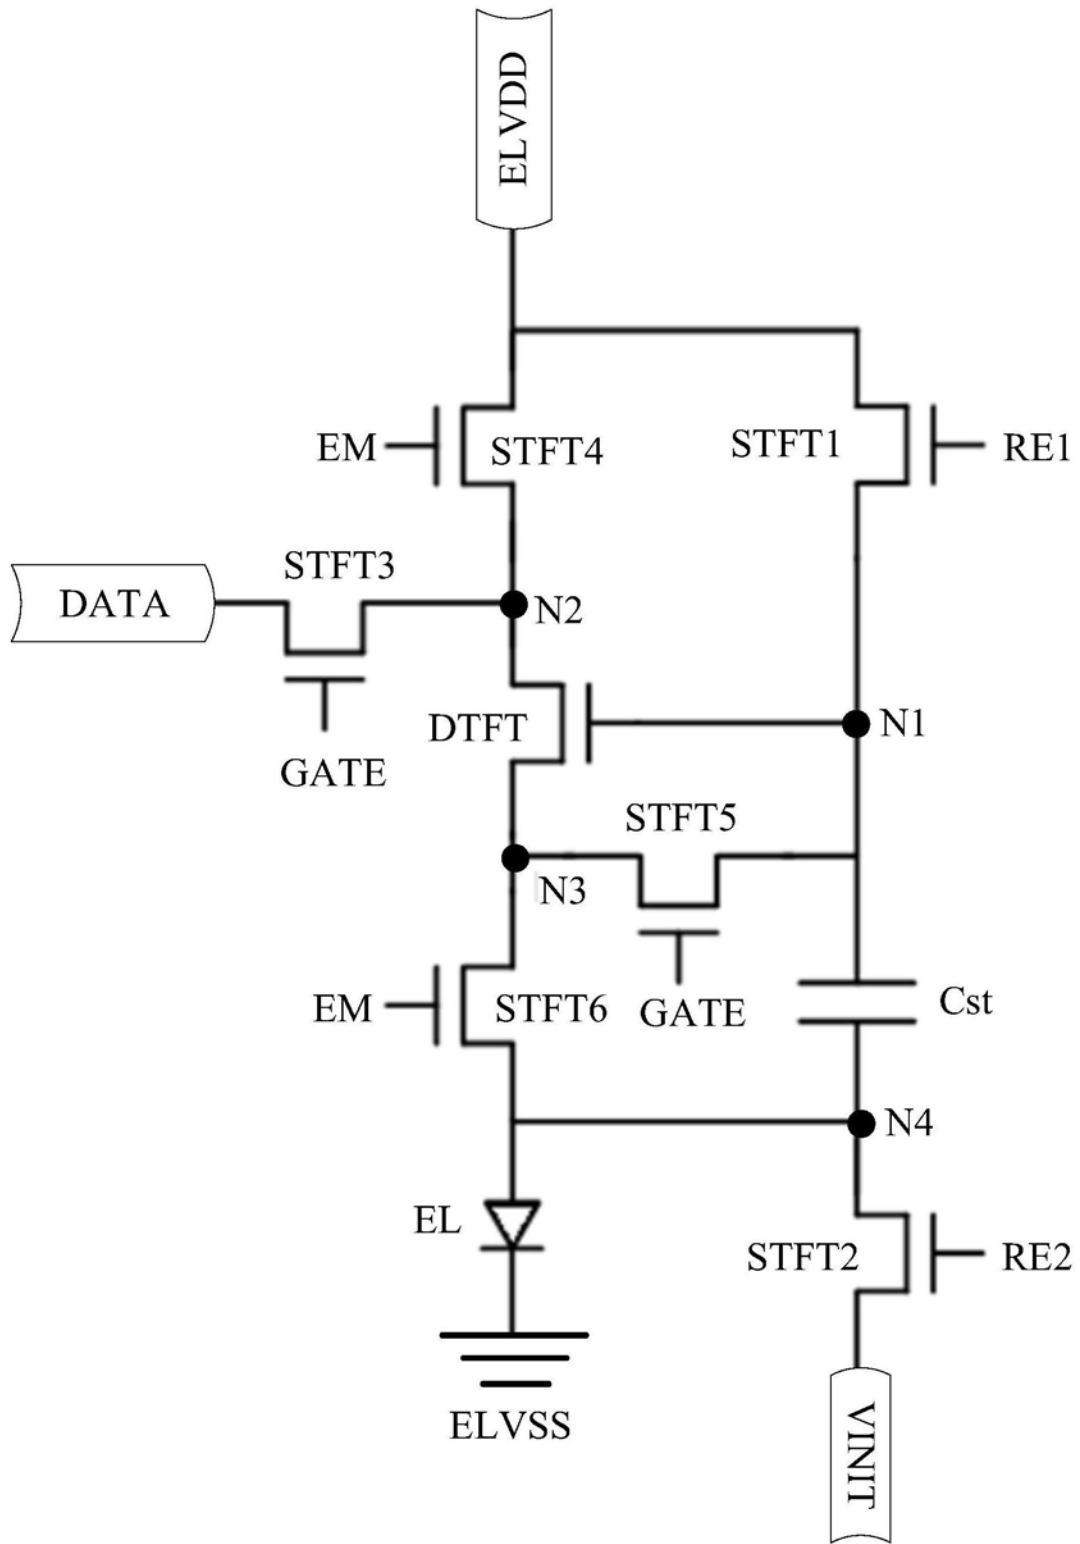 ELVDD
EM
STFT4
STFT1
RE1
STFT3
DATA
N2
GATE
DTFT
N1
STFT5
N3
EM
STFT6
GATE
Cst
N4
EL
STFT2
RE2
ELVSS
VINIT